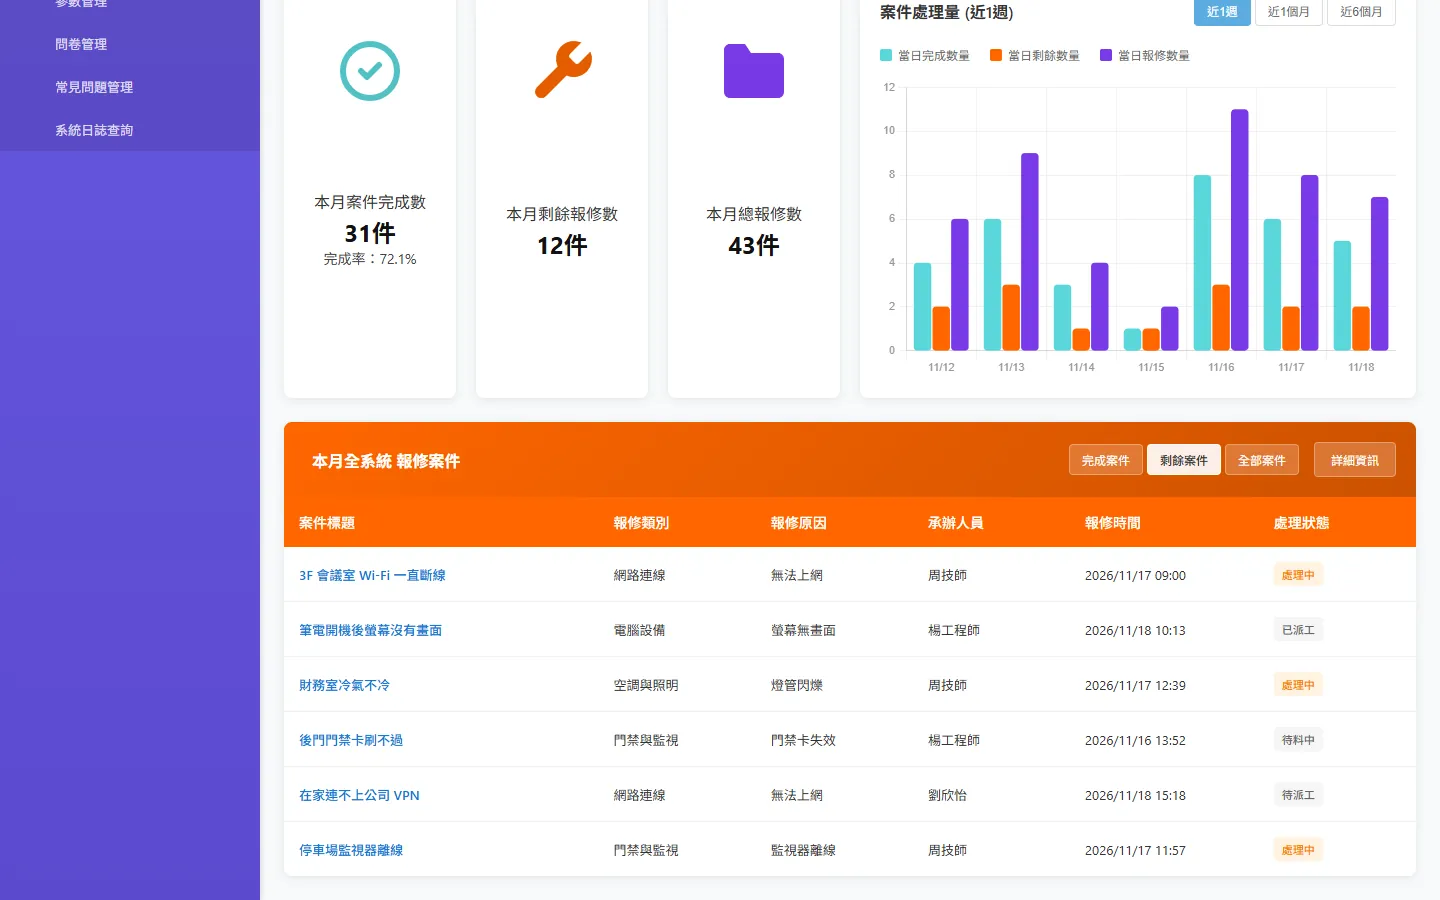 參數管理
問卷管理
常見問題管理
系統日誌查詢
本月案件完成數
31件
完成率：72.1%
本月剩餘報修數
12件
本月總報修數
43件
案件處理量 (近1週)
近1週
近1個月
近6個月
當日完成數量
當日剩餘數量
當日報修數量
12
10
8
6
4
2
0
11/12
11/13
11/14
11/15
11/16
11/17
11/18
本月全系統 報修案件
完成案件
剩餘案件
全部案件
詳細資訊
案件標題 報修類別 報修原因 承辦人員 報修時間 處理狀態
3F 會議室 Wi-Fi 一直斷線 網路連線 無法上網 周技師 2026/11/17 09:00 處理中
筆電開機後螢幕沒有畫面 電腦設備 螢幕無畫面 楊工程師 2026/11/18 10:13 已派工
財務室冷氣不冷 空調與照明 燈管閃爍 周技師 2026/11/17 12:39 處理中
後門門禁卡刷不過 門禁與監視 門禁卡失效 楊工程師 2026/11/16 13:52 待料中
在家連不上公司 VPN 網路連線 無法上網 劉欣怡 2026/11/18 15:18 待派工
停車場監視器離線 門禁與監視 監視器離線 周技師 2026/11/17 11:57 處理中